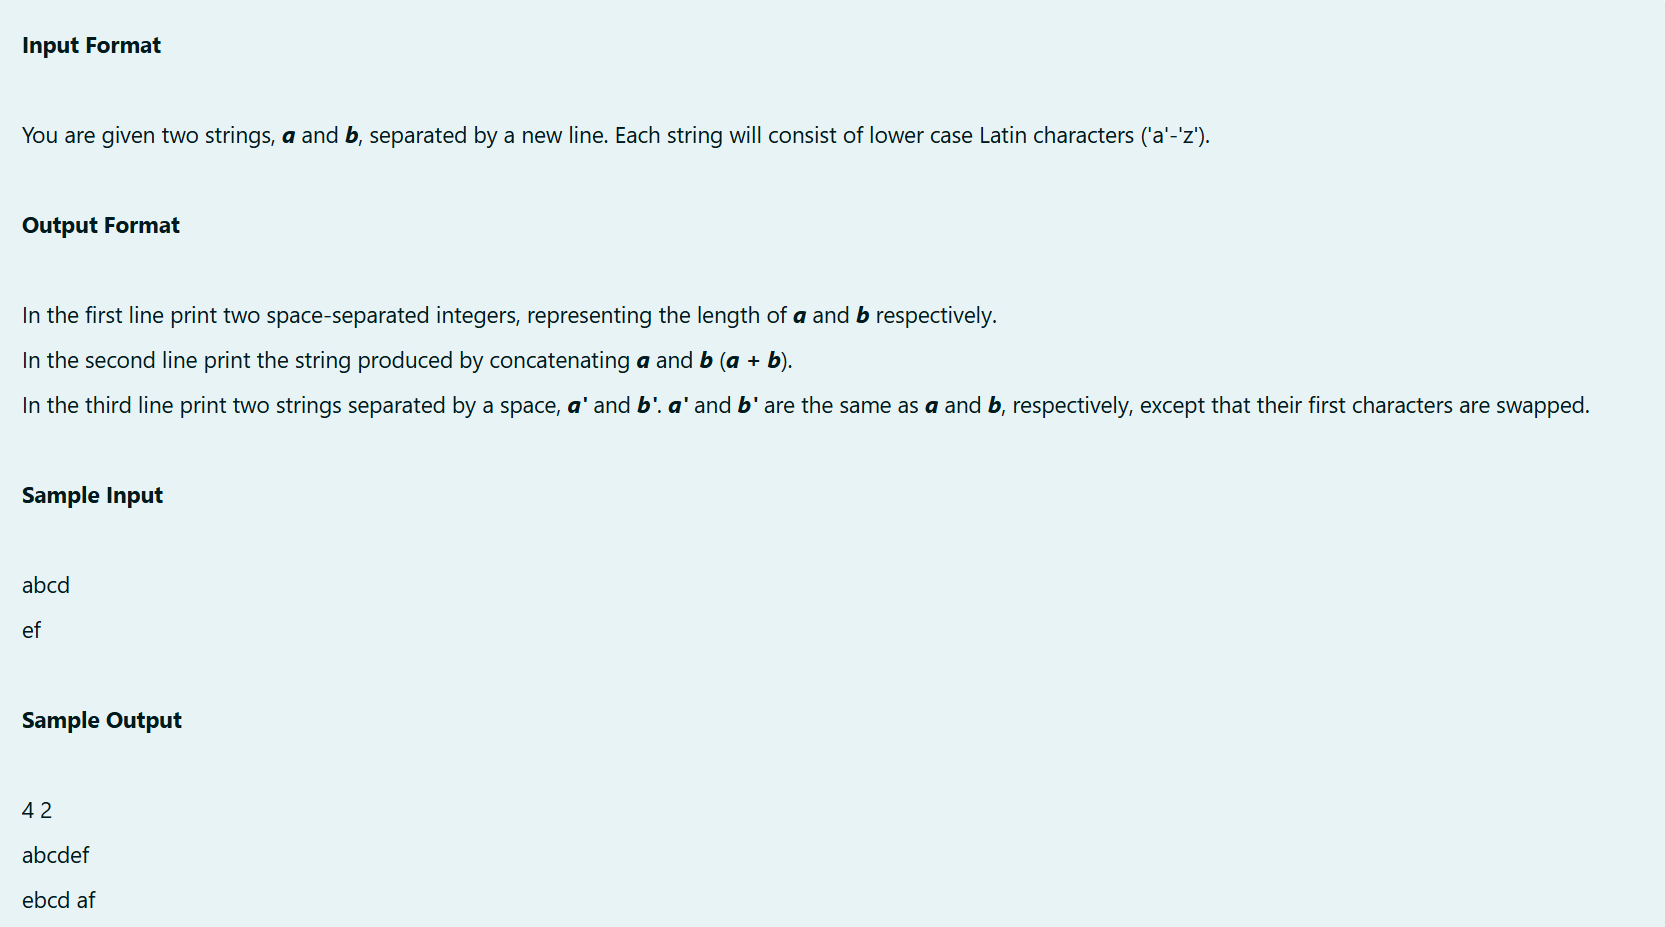 Input Format
You are given two strings, a and b, separated by a new line. Each string will consist of lower case Latin characters ('a'-'z').
Output Format
In the first line print two space-separated integers, representing the length of a and b respectively.
In the second line print the string produced by concatenating a and b (a + b).
In the third line print two strings separated by a space, a' and b'. a' and b' are the same as a and b, respectively, except that their first characters are swapped.
Sample Input
abcd
ef
Sample Output
4 2
abcdef
ebcd af